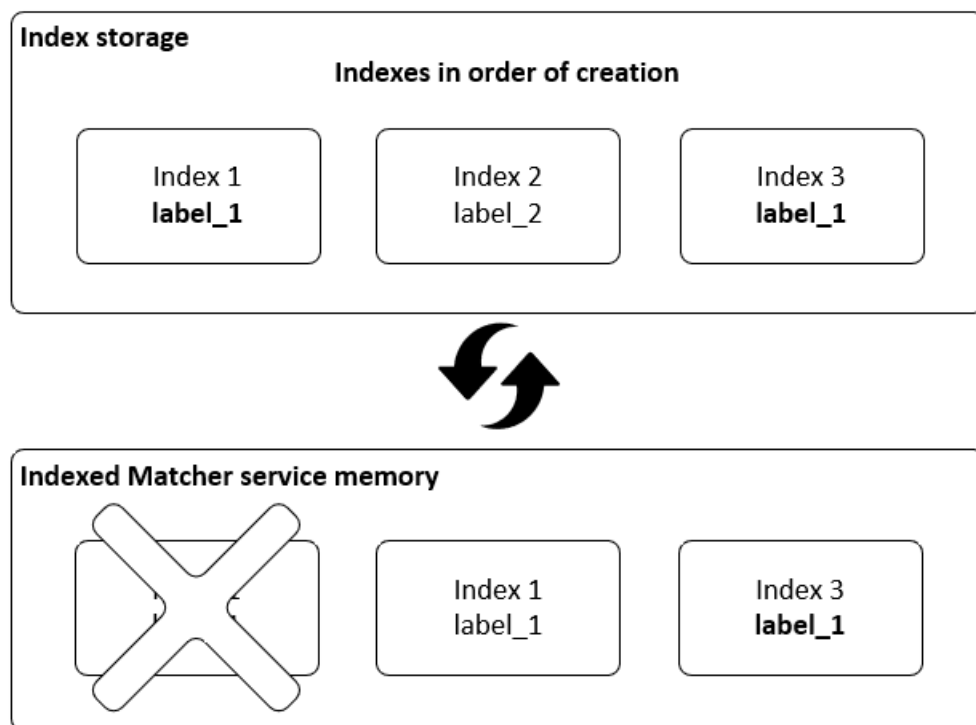 Index storage
Indexes in order of creation
Index 1
label_1
Index 2
label_2
Index 3
label_1
Indexed Matcher service memory
Index 1
label_1
Index 3
label_1